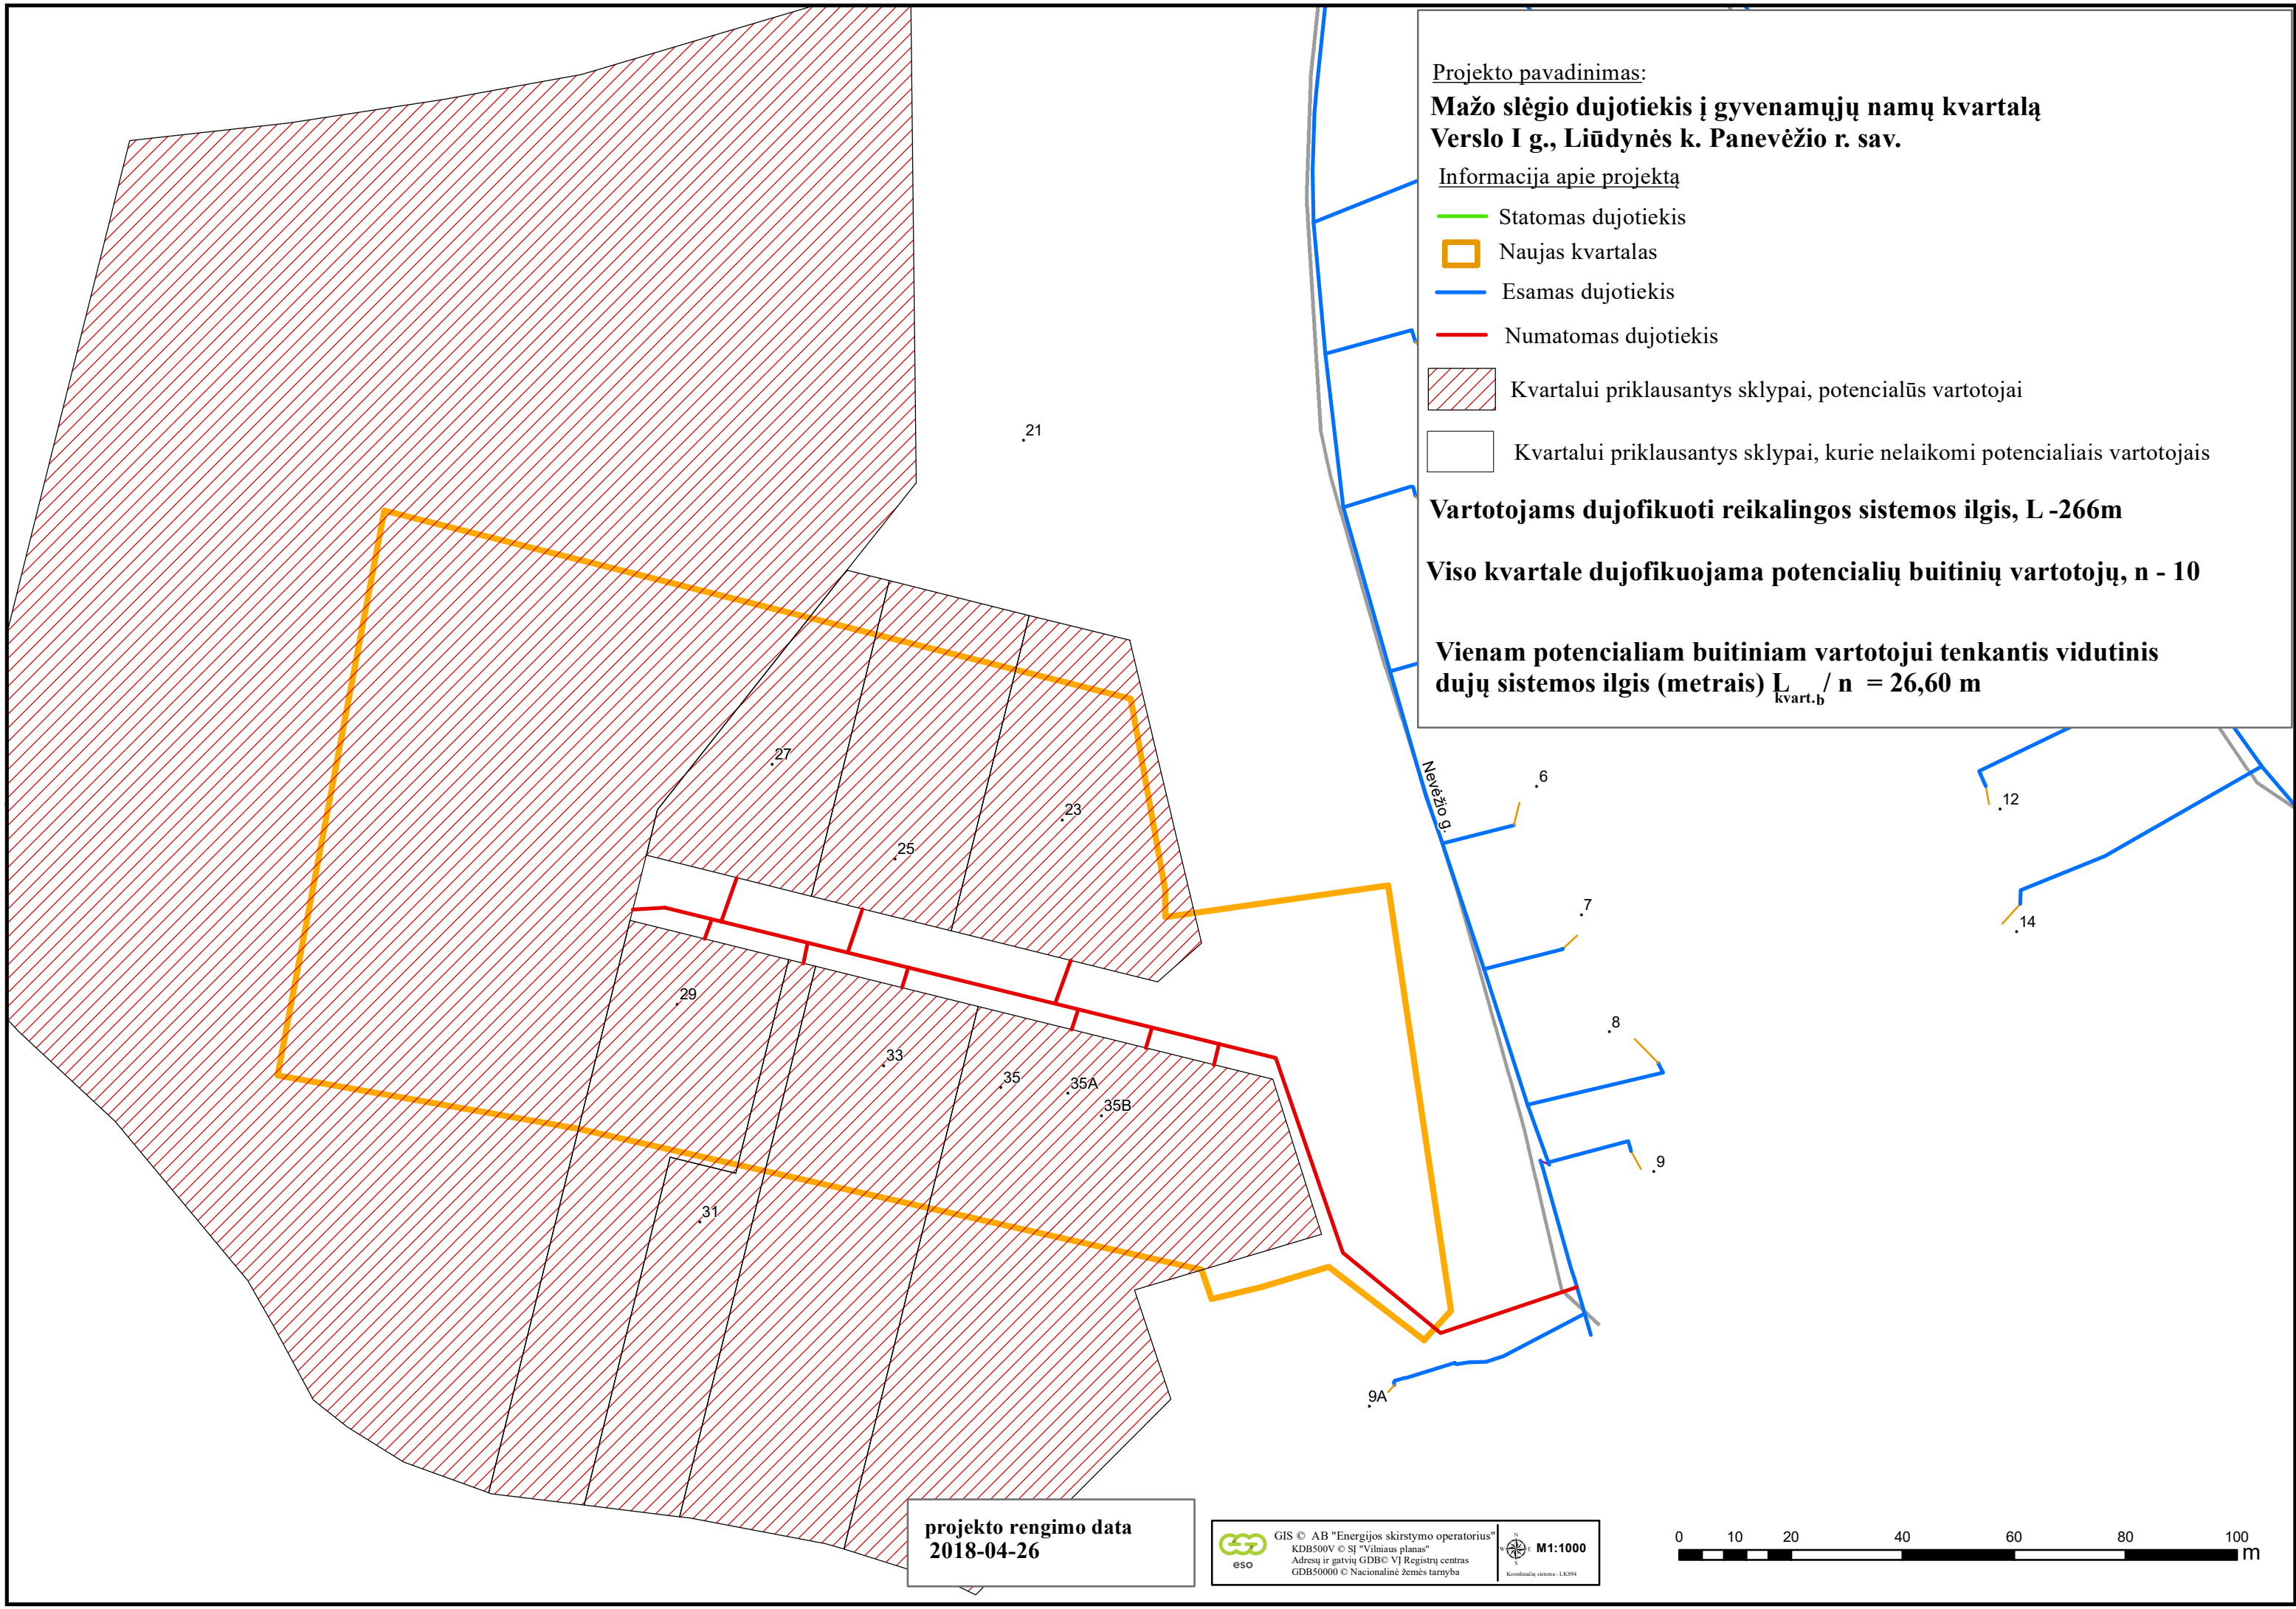 Projekto pavadinimas:
Mažo slėgio dujotiekis į gyvenamųjų namų kvartalą
Verslo I g., Liūdynės k. Panevėžio r. sav.
Informacija apie projektą
Statomas dujotiekis
Naujas kvartalas
Esamas dujotiekis
Numatomas dujotiekis
Kvartalui priklausantys sklypai, potencialūs vartotojai
Kvartalui priklausantys sklypai, kurie nelaikomi potencialiais vartotojais
Vartotojams dujofikuoti reikalingos sistemos ilgis, L -266m
Viso kvartale dujofikuojama potencialių buitinių vartotojų, n - 10
Vienam potencialiam buitiniam vartotojui tenkantis vidutinis
dujų sistemos ilgis (metrais) L kvart.b / n = 26,60 m
21
27
23
25
29
33
35
35A
35B
31
Nevėžio g.
6
7
8
9
9A
12
14
projekto rengimo data
2018-04-26
eso
GIS © AB "Energijos skirstymo operatorius"
KDB500V © SĮ "Vilniaus planas"
Adresų ir gatvių GDB© VĮ Registrų centras
GDB50000 © Nacionalinė žemės tarnyba
N
W E
S
M1:1000
Koordinačių sistema - LKS94
0 10 20 40 60 80 100
m